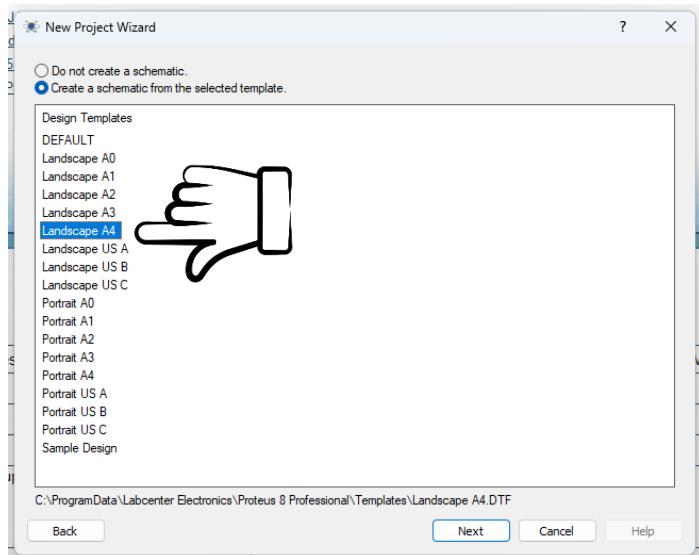 New Project Wizard ? X
Do not create a schematic.
Create a schematic from the selected template.
Design Templates
DEFAULT
Landscape A0
Landscape A1
Landscape A2
Landscape A3
Landscape A4
Landscape US A
Landscape US B
Landscape US C
Portrait A0
Portrait A1
Portrait A2
Portrait A3
Portrait A4
Portrait US A
Portrait US B
Portrait US C
Sample Design
C:\ProgramData\Labcenter Electronics\Proteus 8 Professional\Templates\Landscape A4.DTF
Back Next Cancel Help